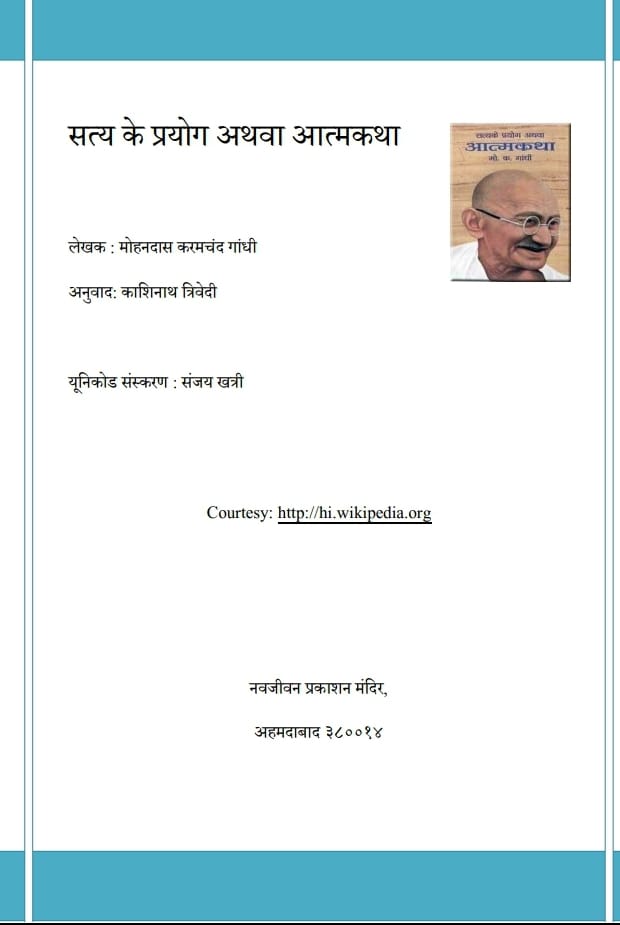 सत्य के प्रयोग अथवा आत्मकथा
सत्यके प्रयोग अथवा
आत्मकथा
मो. क. गांधी
लेखक : मोहनदास करमचंद गांधी
अनुवाद: काशिनाथ त्रिवेदी
यूनिकोड संस्करण : संजय खत्री
Courtesy: http://hi.wikipedia.org
नवजीवन प्रकाशन मंदिर,
अहमदाबाद ३८००१४